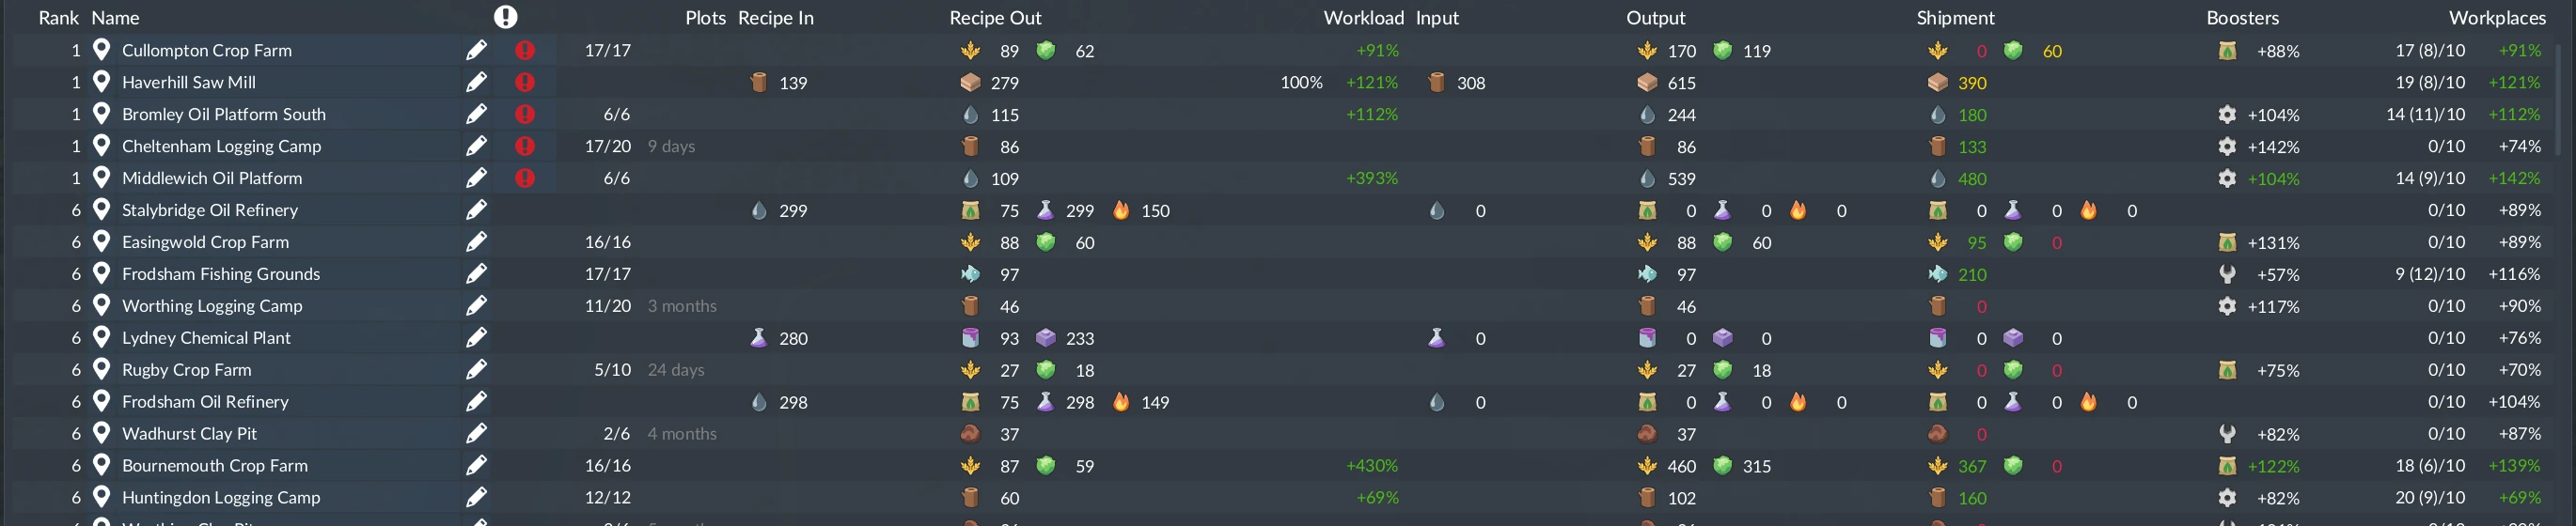 Rank Name Plots Recipe In Recipe Out Workload Input Output Shipment Boosters Workplaces
1 Cullompton Crop Farm 17/17 89 62 +91% 170 119 0 60 +88% 17 (8)/10 +91%
1 Haverhill Saw Mill 139 279 100% +121% 308 615 390 19 (8)/10 +121%
1 Bromley Oil Platform South 6/6 115 +112% 244 180 +104% 14 (11)/10 +112%
1 Cheltenham Logging Camp 17/20 9 days 86 86 133 +142% 0/10 +74%
1 Middlewich Oil Platform 6/6 109 +393% 539 480 +104% 14 (9)/10 +142%
6 Stalybridge Oil Refinery 299 75 299 150 0 0 0 0 0 0 0 0/10 +89%
6 Easingwold Crop Farm 16/16 88 60 88 60 95 0 +131% 0/10 +89%
6 Frodsham Fishing Grounds 17/17 97 97 210 +57% 9 (12)/10 +116%
6 Worthing Logging Camp 11/20 3 months 46 46 0 +117% 0/10 +90%
6 Lydney Chemical Plant 280 93 233 0 0 0 0 0 0/10 +76%
6 Rugby Crop Farm 5/10 24 days 27 18 27 18 0 0 +75% 0/10 +70%
6 Frodsham Oil Refinery 298 75 298 149 0 0 0 0 0 0 0 0/10 +104%
6 Wadhurst Clay Pit 2/6 4 months 37 37 0 +82% 0/10 +87%
6 Bournemouth Crop Farm 16/16 87 59 +430% 460 315 367 0 +122% 18 (6)/10 +139%
6 Huntingdon Logging Camp 12/12 60 +69% 102 160 +82% 20 (9)/10 +69%